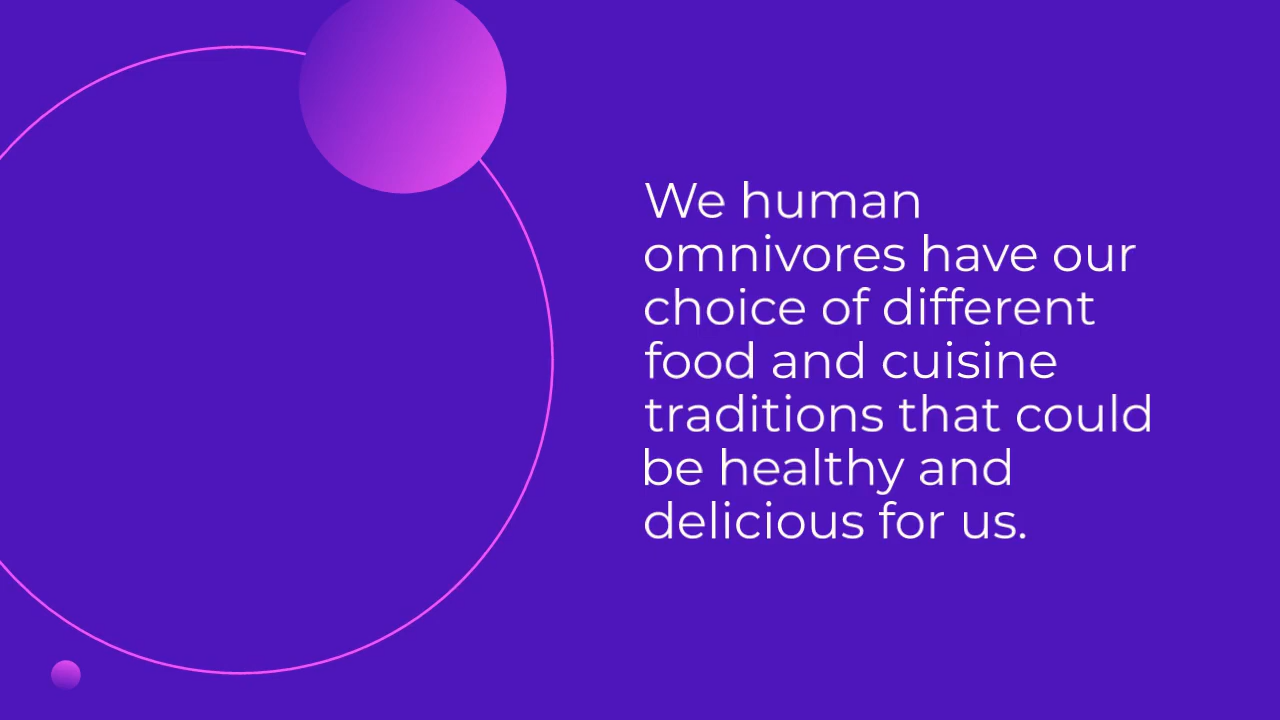 We human
omnivores have our
choice of different
food and cuisine
traditions that could
be healthy and
delicious for us.